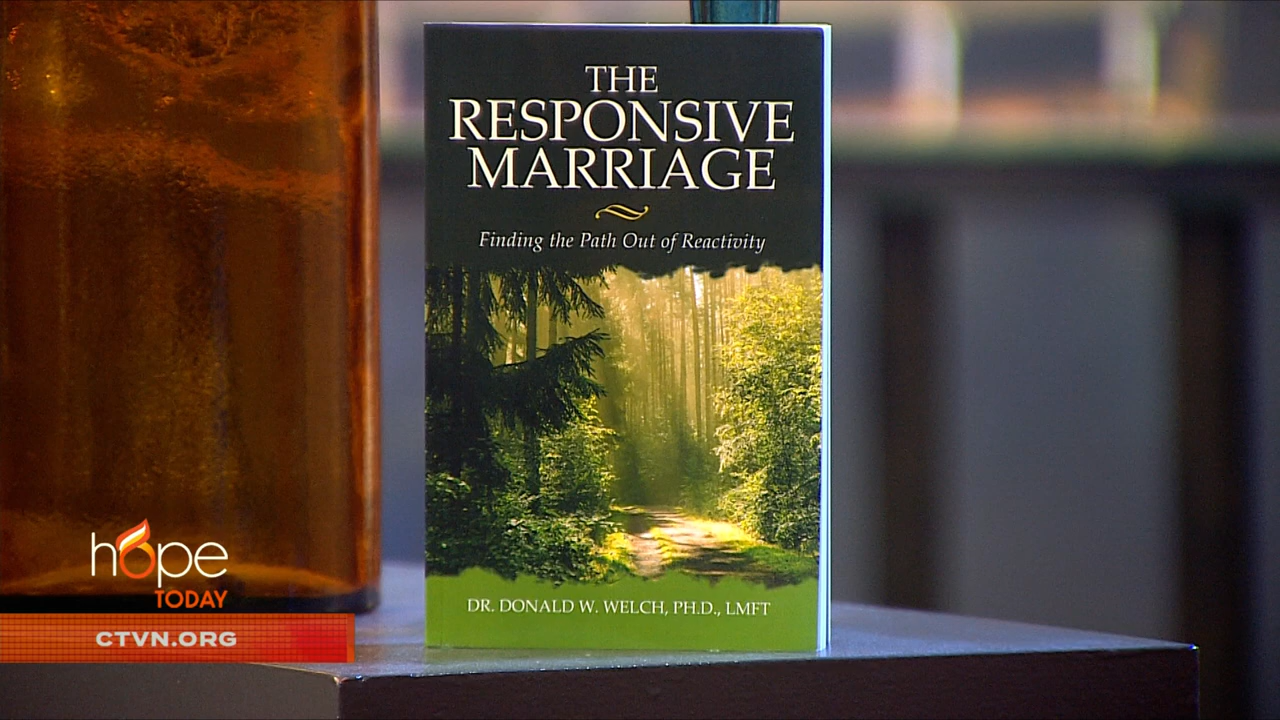 THE
RESPONSIVE
MARRIAGE
Finding the Path Out of Reactivity
DR. DONALD W. WELCH, PH.D., LMFT
hope
TODAY
CTVN.ORG